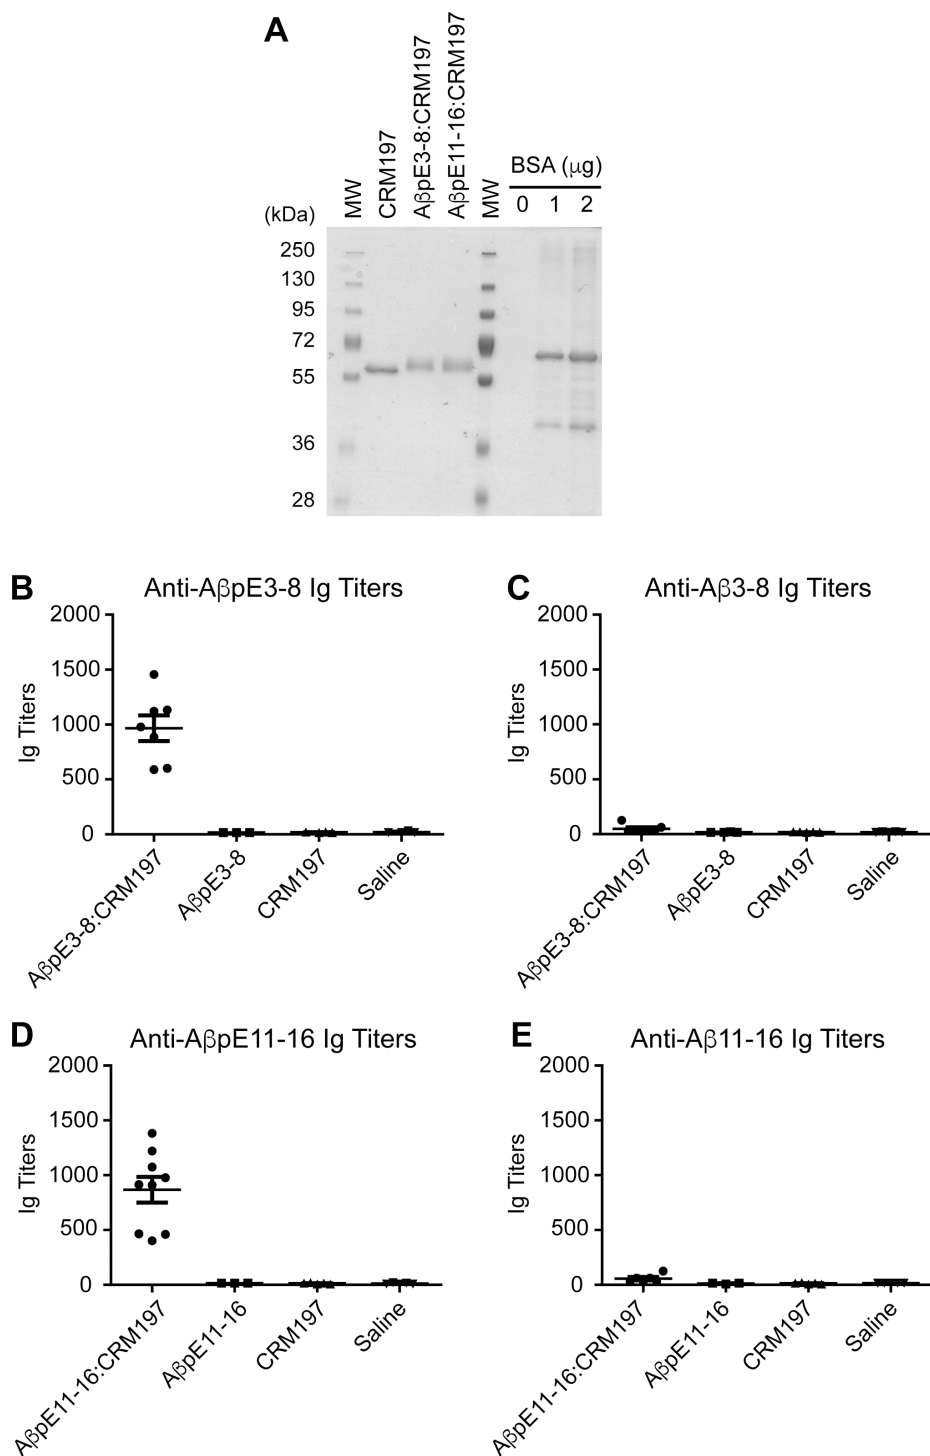 A
MW
CRM197
AβpE3-8:CRM197
AβpE11-16:CRM197
MW
BSA (μg)
0 1 2
(kDa)
250
130
95
72
55
36
28
B
Anti-AβpE3-8 Ig Titers
Ig Titers
2000
1500
1000
500
0
AβpE3-8:CRM197
AβpE3-8
CRM197
Saline
C
Anti-Aβ3-8 Ig Titers
Ig Titers
2000
1500
1000
500
0
AβpE3-8:CRM197
AβpE3-8
CRM197
Saline
D
Anti-AβpE11-16 Ig Titers
Ig Titers
2000
1500
1000
500
0
AβpE11-16:CRM197
AβpE11-16
CRM197
Saline
E
Anti-Aβ11-16 Ig Titers
Ig Titers
2000
1500
1000
500
0
AβpE11-16:CRM197
AβpE11-16
CRM197
Saline